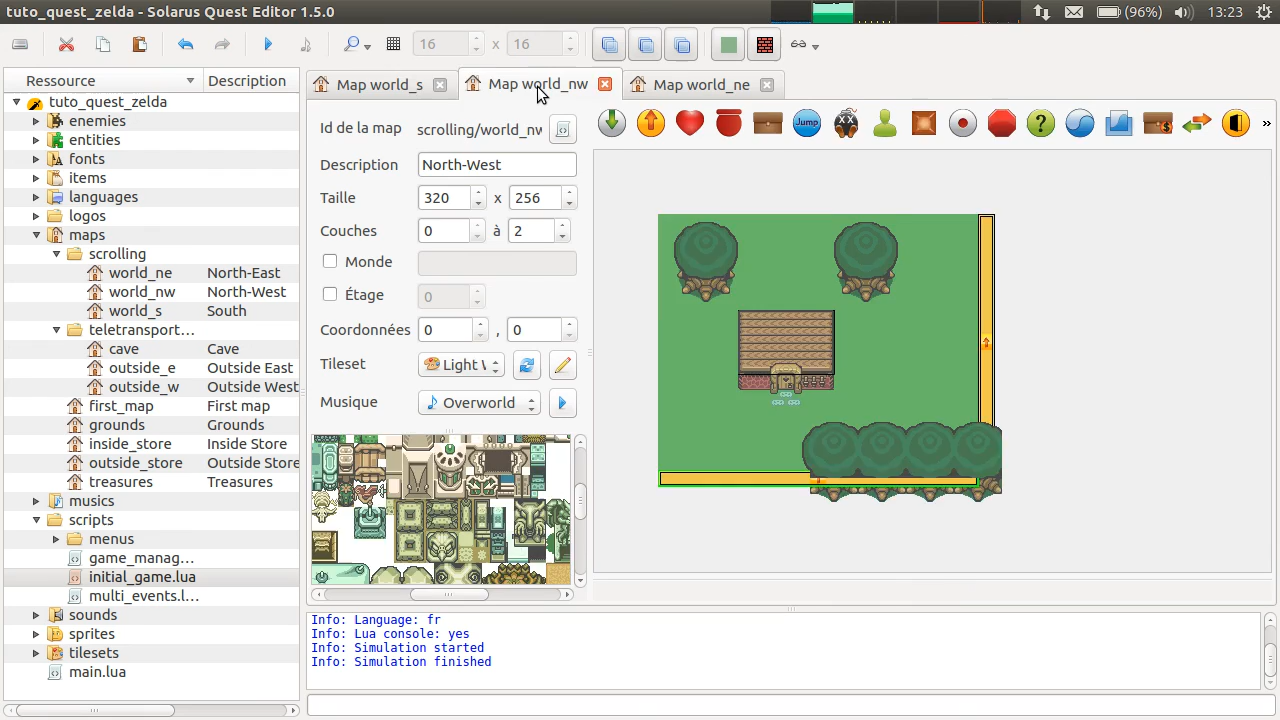 tuto_quest_zelda - Solarus Quest Editor 1.5.0
(96%)
13:23
16 x 16
Ressource
Description
tuto_quest_zelda
enemies
entities
fonts
items
languages
logos
maps
scrolling
world_ne North-East
world_nw North-West
world_s South
teletransport...
cave Cave
outside_e Outside East
outside_w Outside West
first_map First map
grounds Grounds
inside_store Inside Store
outside_store Outside Store
treasures Treasures
musics
scripts
menus
game_manag...
initial_game.lua
multi_events.l...
sounds
sprites
tilesets
main.lua
Map world_s
Map world_nw
Map world_ne
Id de la map scrolling/world_nw
Description North-West
Taille 320 x 256
Couches 0 à 2
Monde
Étage 0
Coordonnées 0 , 0
Tileset Light
Musique Overworld
Jump
»
Info: Language: fr
Info: Lua console: yes
Info: Simulation started
Info: Simulation finished